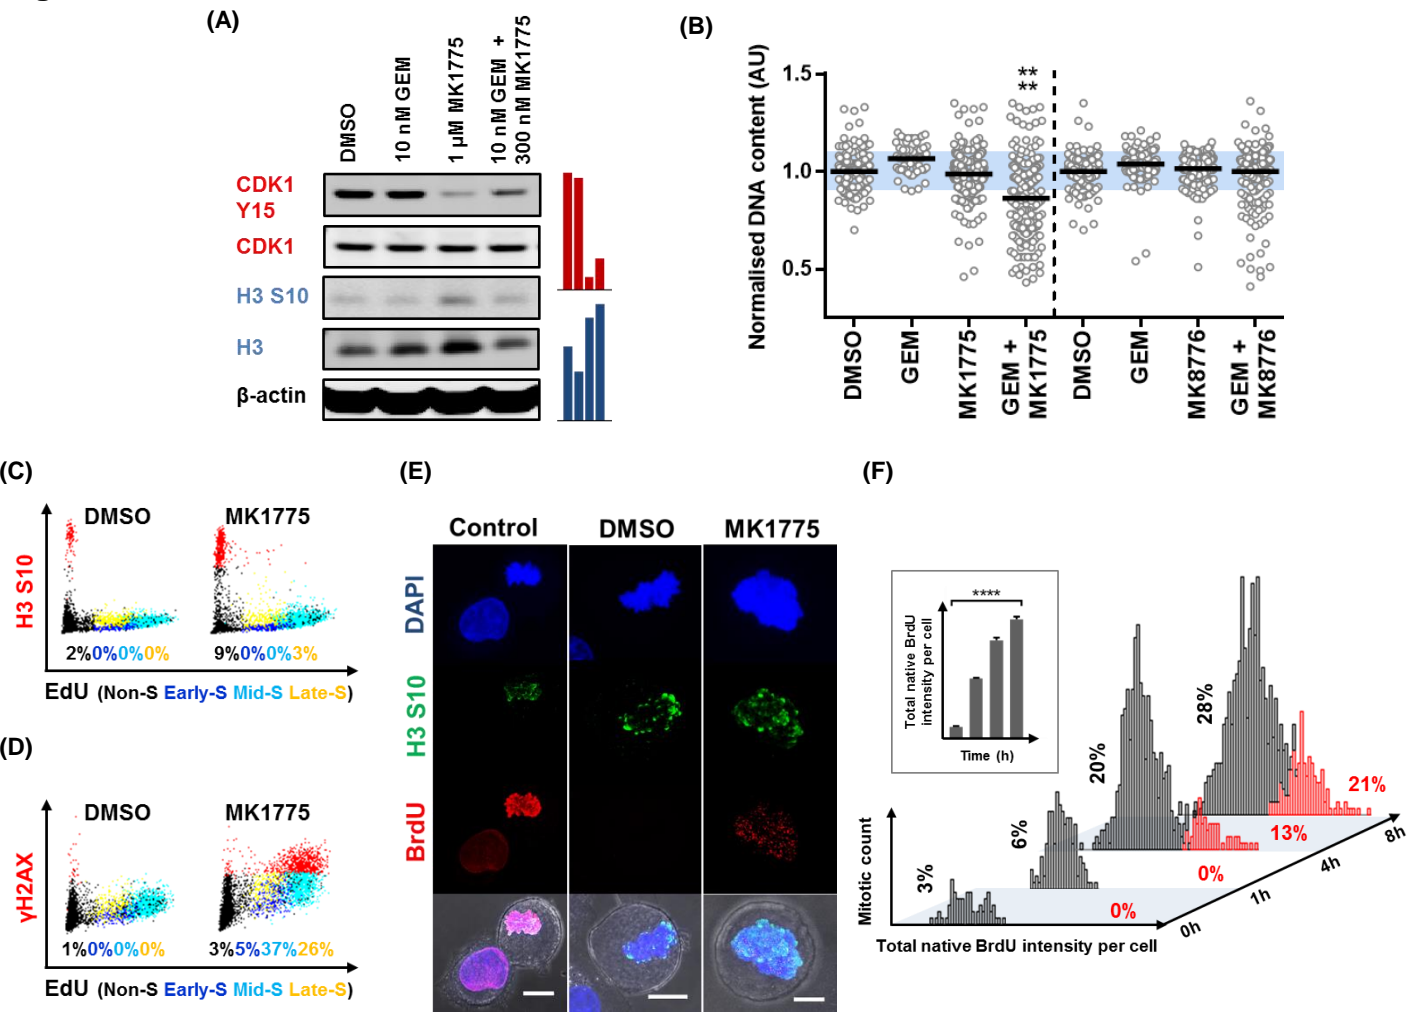 (A)
DMSO
10 nM GEM
1 µM MK1775
10 nM GEM +
300 nM MK1775
CDK1
Y15
CDK1
H3 S10
H3
β-actin
(B)
Normalised DNA content (AU)
1.5
1.0
0.5
**
**
DMSO
GEM
MK1775
GEM +
MK1775
DMSO
GEM
MK8776
GEM +
MK8776
(C)
H3 S10
DMSO
MK1775
2%0%0%0%
9%0%0%3%
EdU (Non-S Early-S Mid-S Late-S)
(D)
γH2AX
DMSO
MK1775
1%0%0%0%
3%5%37%26%
EdU (Non-S Early-S Mid-S Late-S)
(E)
Control
DMSO
MK1775
DAPI
H3 S10
BrdU
(F)
****
Total native BrdU
intensity per cell
Time (h)
Mitotic count
3%
6%
20%
28%
0%
0%
13%
21%
0h
1h
4h
8h
Total native BrdU intensity per cell